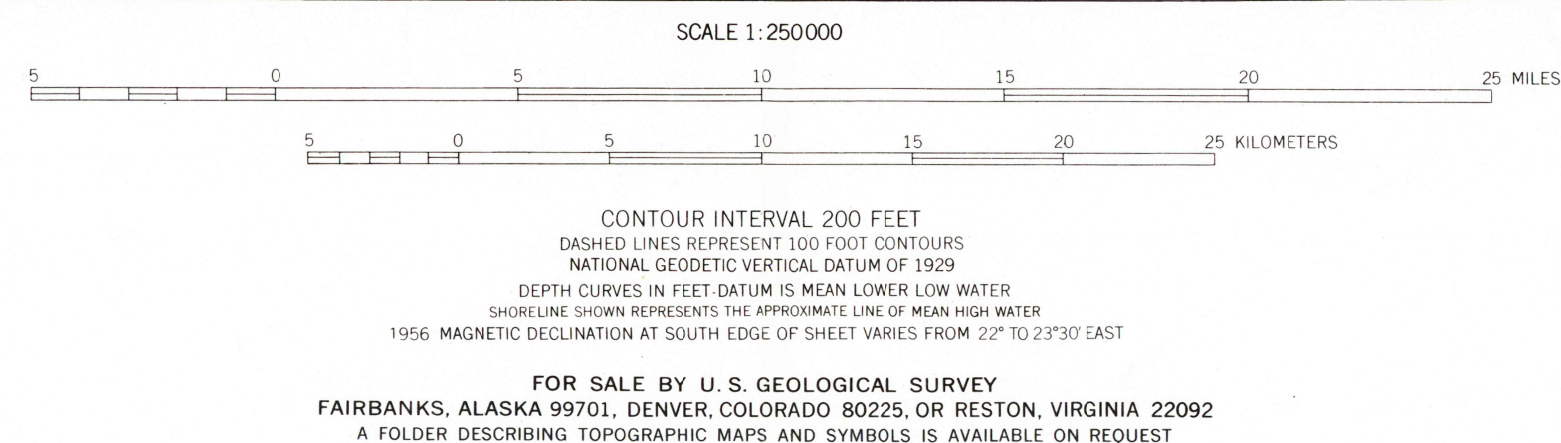 SCALE 1:250000
5 0 5 10 15 20 25 MILES
5 0 5 10 15 20 25 KILOMETERS
CONTOUR INTERVAL 200 FEET
DASHED LINES REPRESENT 100 FOOT CONTOURS
NATIONAL GEODETIC VERTICAL DATUM OF 1929
DEPTH CURVES IN FEET-DATUM IS MEAN LOWER LOW WATER
SHORELINE SHOWN REPRESENTS THE APPROXIMATE LINE OF MEAN HIGH WATER
1956 MAGNETIC DECLINATION AT SOUTH EDGE OF SHEET VARIES FROM 22° TO 23°30' EAST
FOR SALE BY U. S. GEOLOGICAL SURVEY
FAIRBANKS, ALASKA 99701, DENVER, COLORADO 80225, OR RESTON, VIRGINIA 22092
A FOLDER DESCRIBING TOPOGRAPHIC MAPS AND SYMBOLS IS AVAILABLE ON REQUEST